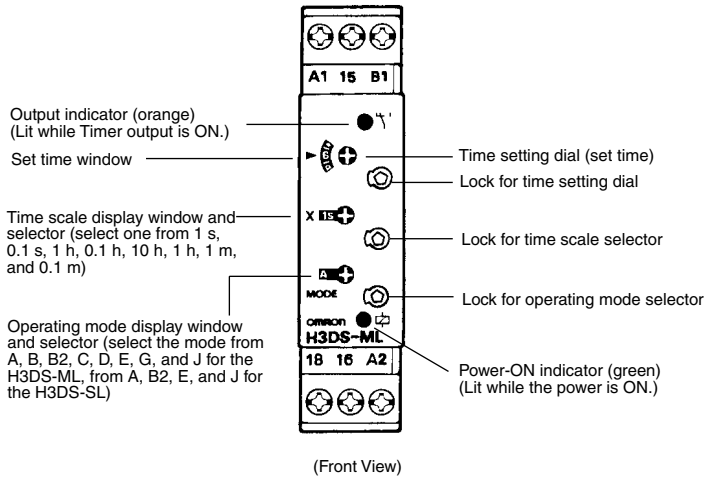 A1 15 B1
Output indicator (orange)
(Lit while Timer output is ON.)
Set time window
Time setting dial (set time)
Lock for time setting dial
Time scale display window and
selector (select one from 1 s,
0.1 s, 1 h, 0.1 h, 10 h, 1 h, 1 m,
and 0.1 m)
X 1S
Lock for time scale selector
A
MODE
Lock for operating mode selector
Operating mode display window
and selector (select the mode from
A, B, B2, C, D, E, G, and J for the
H3DS-ML, from A, B2, E, and J for
the H3DS-SL)
OMRON
H3DS-ML
18 16 A2
Power-ON indicator (green)
(Lit while the power is ON.)
(Front View)